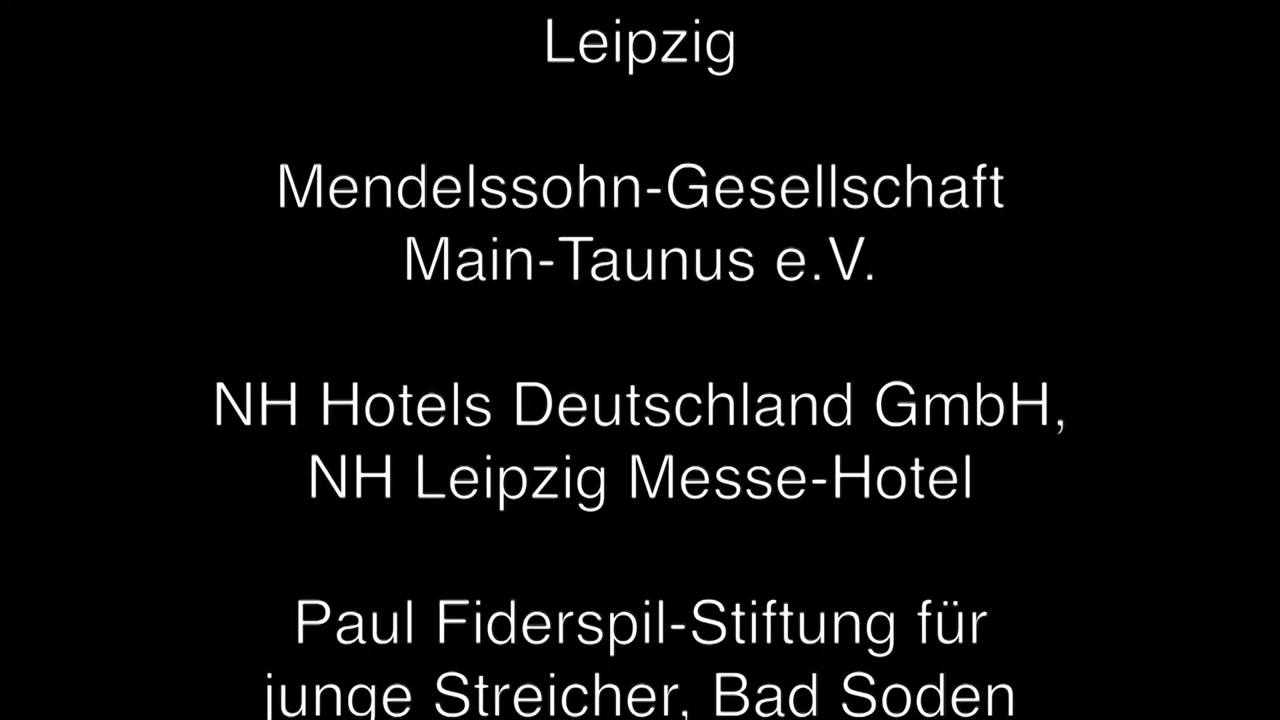 Leipzig
Mendelssohn-Gesellschaft
Main-Taunus e.V.
NH Hotels Deutschland GmbH,
NH Leipzig Messe-Hotel
Paul Fiderspil-Stiftung für
junge Streicher, Bad Soden